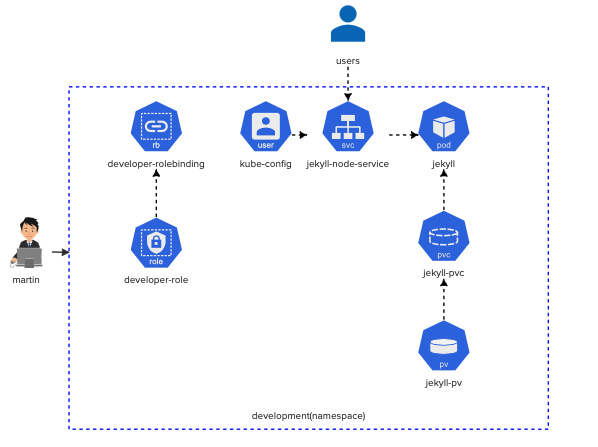 users
rb
user
svc
pod
developer-rolebinding
kube-config
jekyll-node-service
jekyll
role
pvc
martin
developer-role
jekyll-pvc
pv
jekyll-pv
development(namespace)